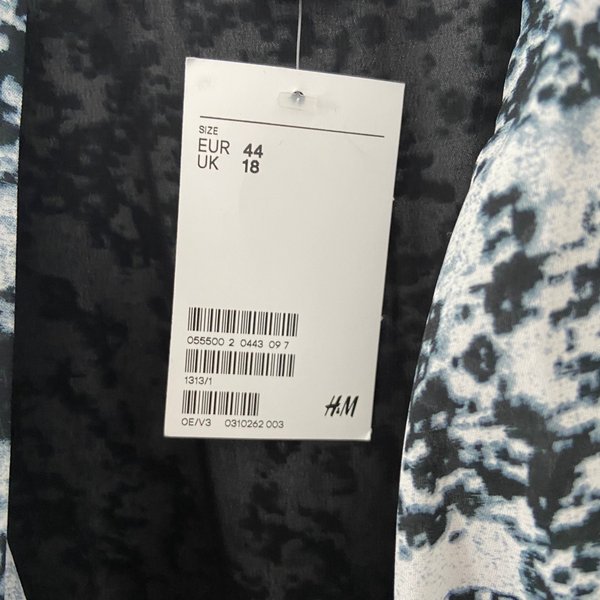 SIZE
EUR 44
UK 18
055500 2 0443 09 7
1313/1
OE/V3 0310262 003
H&M